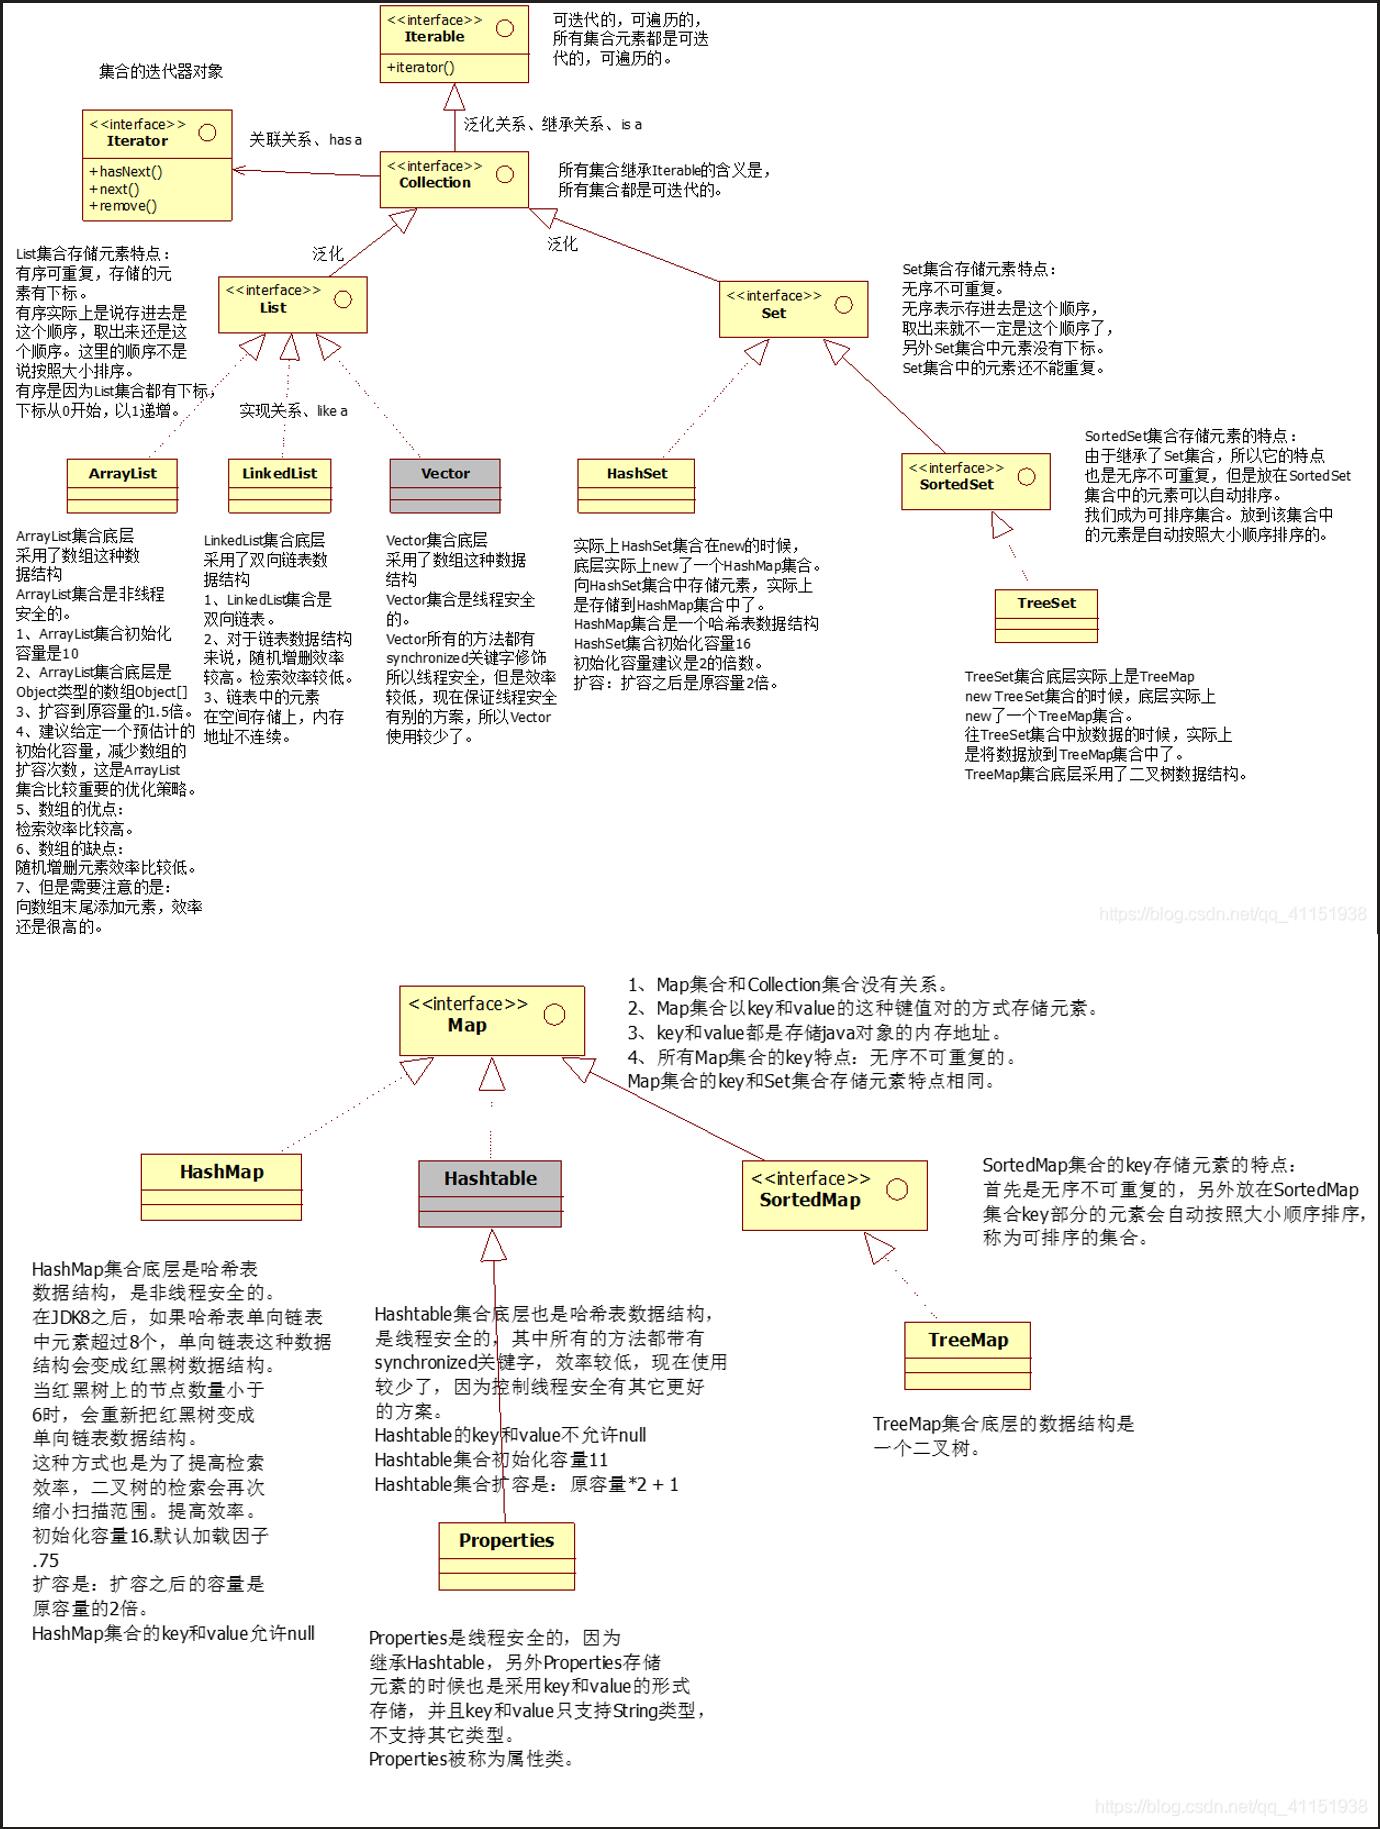 <<interface>>
Iterable
+iterator()
可迭代的，可遍历的，
所有集合元素都是可迭
代的，可遍历的。
集合的迭代器对象
<<interface>>
Iterator
+hasNext()
+next()
+remove()
关联关系、has a
泛化关系、继承关系、is a
<<interface>>
Collection
所有集合继承Iterable的含义是，
所有集合都是可迭代的。
泛化
泛化
List集合存储元素特点：
有序可重复，存储的元
素有下标。
有序实际上是说存进去是
这个顺序，取出来还是这
个顺序。这里的顺序不是
说按照大小排序。
有序是因为List集合都有下标，
下标从0开始，以1递增。
<<interface>>
List
<<interface>>
Set
Set集合存储元素特点：
无序不可重复。
无序表示存进去是这个顺序，
取出来就不一定是这个顺序了，
另外Set集合中元素没有下标。
Set集合中的元素还不能重复。
实现关系、like a
ArrayList
LinkedList
Vector
HashSet
<<interface>>
SortedSet
SortedSet集合存储元素的特点：
由于继承了Set集合，所以它的特点
也是无序不可重复，但是放在SortedSet
集合中的元素可以自动排序。
我们成为可排序集合。放到该集合中
的元素是自动按照大小顺序排序的。
ArrayList集合底层
采用了数组这种数
据结构
ArrayList集合是非线程
安全的。
1、ArrayList集合初始化
容量是10
2、ArrayList集合底层是
Object类型的数组Object[]
3、扩容到原容量的1.5倍。
4、建议给定一个预估计的
初始化容量，减少数组的
扩容次数，这是ArrayList
集合比较重要的优化策略。
5、数组的优点：
检索效率比较高。
6、数组的缺点：
随机增删元素效率比较低。
7、但是需要注意的是：
向数组末尾添加元素，效率
还是很高的。
LinkedList集合底层
采用了双向链表数
据结构
1、LinkedList集合是
双向链表。
2、对于链表数据结构
来说，随机增删效率
较高。检索效率较低。
3、链表中的元素
在空间存储上，内存
地址不连续。
Vector集合底层
采用了数组这种数据
结构
Vector集合是线程安全
的。
Vector所有的方法都有
synchronized关键字修饰
所以线程安全，但是效率
较低，现在保证线程安全
有别的方案，所以Vector
使用较少了。
实际上HashSet集合在new的时候，
底层实际上new了一个HashMap集合。
向HashSet集合中存储元素，实际上
是存储到HashMap集合中了。
HashMap集合是一个哈希表数据结构
HashSet集合初始化容量16
初始化容量建议是2的倍数。
扩容：扩容之后是原容量2倍。
TreeSet
TreeSet集合底层实际上是TreeMap
new TreeSet集合的时候，底层实际上
new了一个TreeMap集合。
往TreeSet集合中放数据的时候，实际上
是将数据放到TreeMap集合中了。
TreeMap集合底层采用了二叉树数据结构。
https://blog.csdn.net/qq_41151938
<<interface>>
Map
1、Map集合和Collection集合没有关系。
2、Map集合以key和value的这种键值对的方式存储元素。
3、key和value都是存储java对象的内存地址。
4、所有Map集合的key特点：无序不可重复的。
Map集合的key和Set集合存储元素特点相同。
HashMap
Hashtable
<<interface>>
SortedMap
SortedMap集合的key存储元素的特点：
首先是无序不可重复的，另外放在SortedMap
集合key部分的元素会自动按照大小顺序排序，
称为可排序的集合。
HashMap集合底层是哈希表
数据结构，是非线程安全的。
在JDK8之后，如果哈希表单向链表
中元素超过8个，单向链表这种数据
结构会变成红黑树数据结构。
当红黑树上的节点数量小于
6时，会重新把红黑树变成
单向链表数据结构。
这种方式也是为了提高检索
效率，二叉树的检索会再次
缩小扫描范围。提高效率。
初始化容量16.默认加载因子
.75
扩容是：扩容之后的容量是
原容量的2倍。
HashMap集合的key和value允许null
Hashtable集合底层也是哈希表数据结构，
是线程安全的，其中所有的方法都带有
synchronized关键字，效率较低，现在使用
较少了，因为控制线程安全有其它更好
的方案。
Hashtable的key和value不允许null
Hashtable集合初始化容量11
Hashtable集合扩容是：原容量*2 + 1
TreeMap
TreeMap集合底层的数据结构是
一个二叉树。
Properties
Properties是线程安全的，因为
继承Hashtable，另外Properties存储
元素的时候也是采用key和value的形式
存储，并且key和value只支持String类型，
不支持其它类型。
Properties被称为属性类。
https://blog.csdn.net/qq_41151938